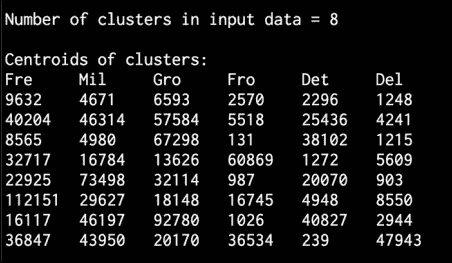 Number of clusters in input data = 8
Centroids of clusters:
Fre Mil Gro Fro Det Del
9632 4671 6593 2570 2296 1248
40204 46314 57584 5518 25436 4241
8565 4980 67298 131 38102 1215
32717 16784 13626 60869 1272 5609
22925 73498 32114 987 20070 903
112151 29627 18148 16745 4948 8550
16117 46197 92780 1026 40827 2944
36847 43950 20170 36534 239 47943